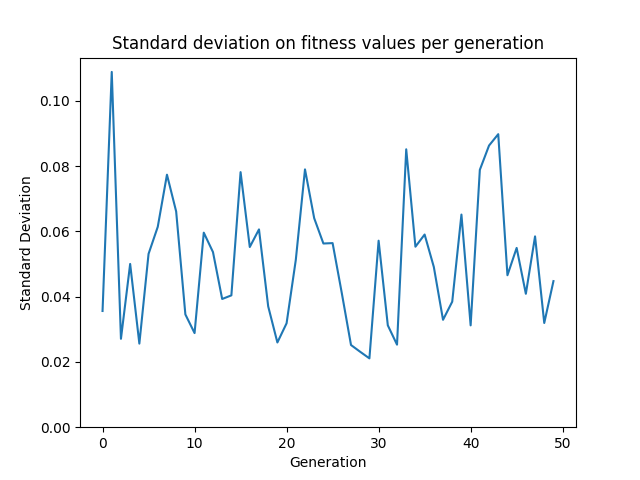 Standard deviation on fitness values per generation
0.10
0.08
0.06
0.04
0.02
0.00
Standard Deviation
0 10 20 30 40 50
Generation